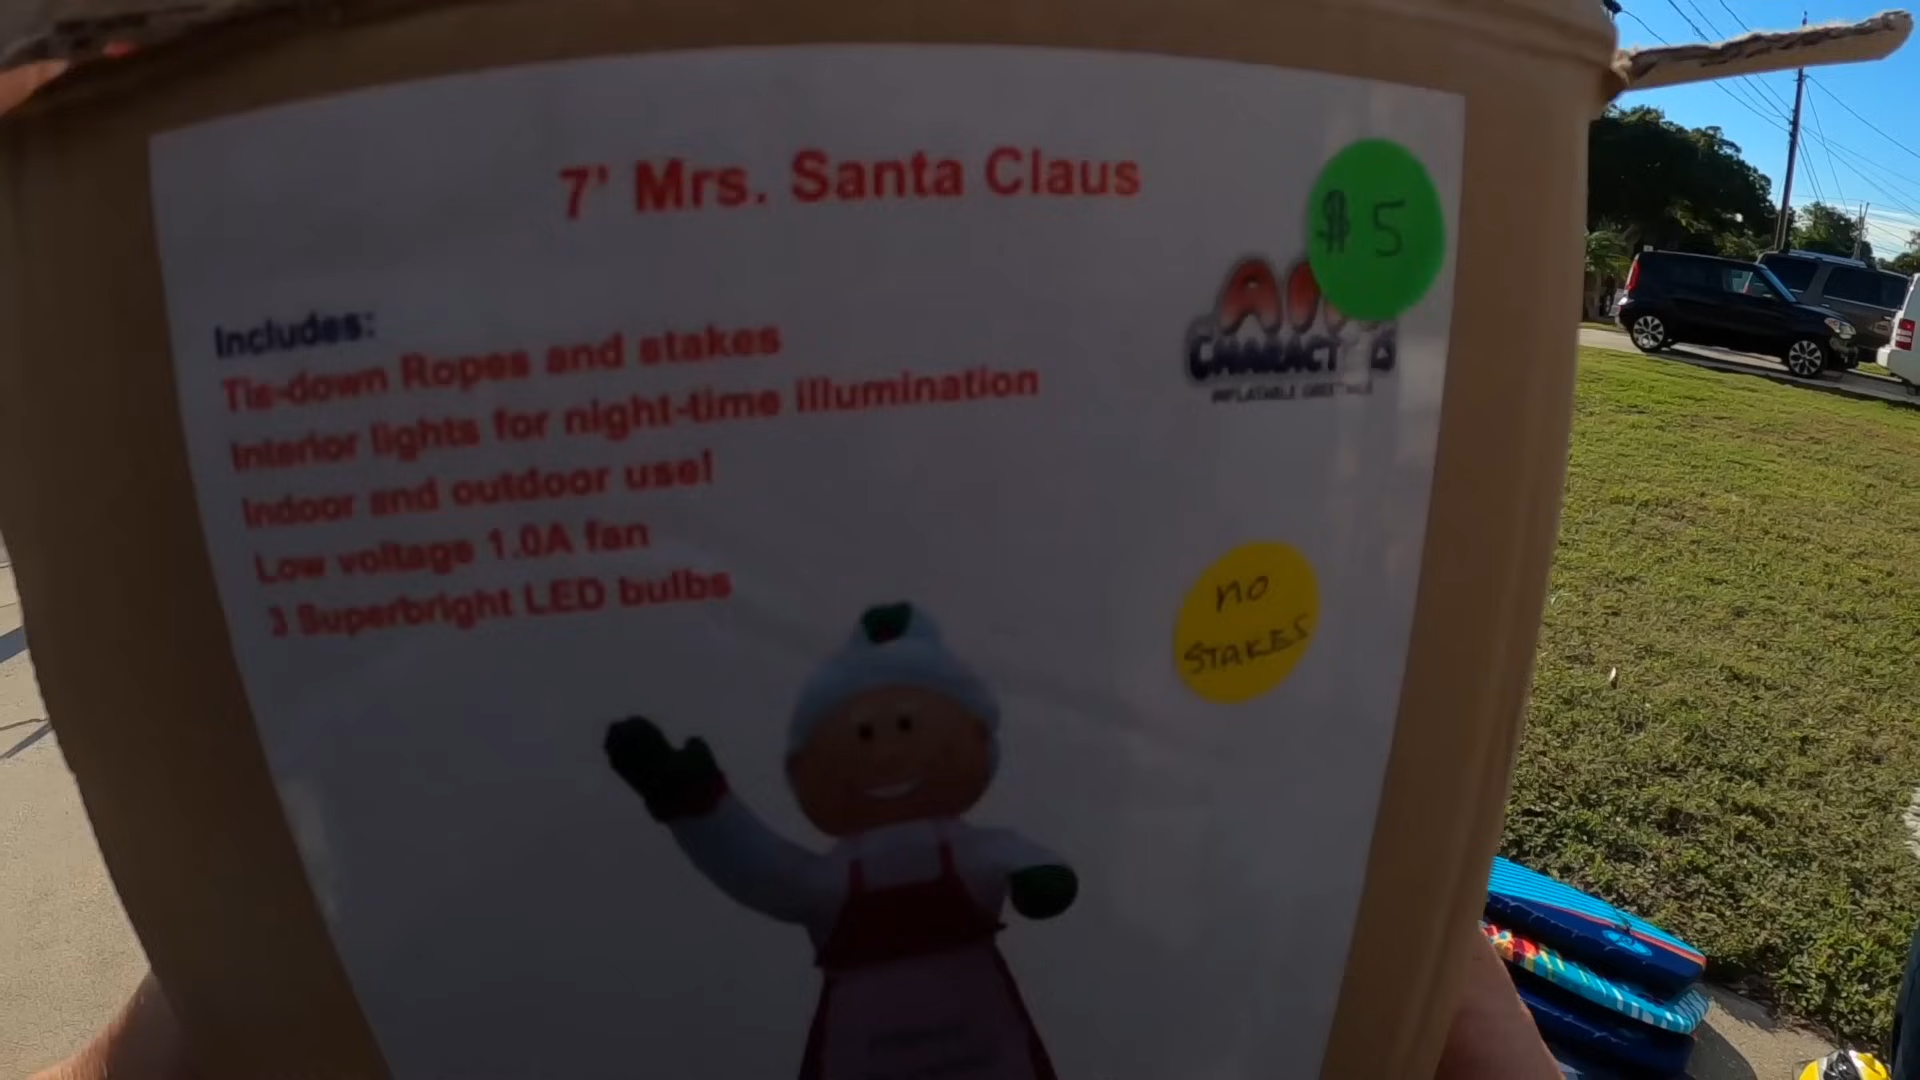 7' Mrs. Santa Claus
$5
Includes:
Tie-down Ropes and stakes
Interior lights for night-time illumination
Indoor and outdoor use!
Low voltage 1.0A fan
3 Superbright LED bulbs
no
STAKES